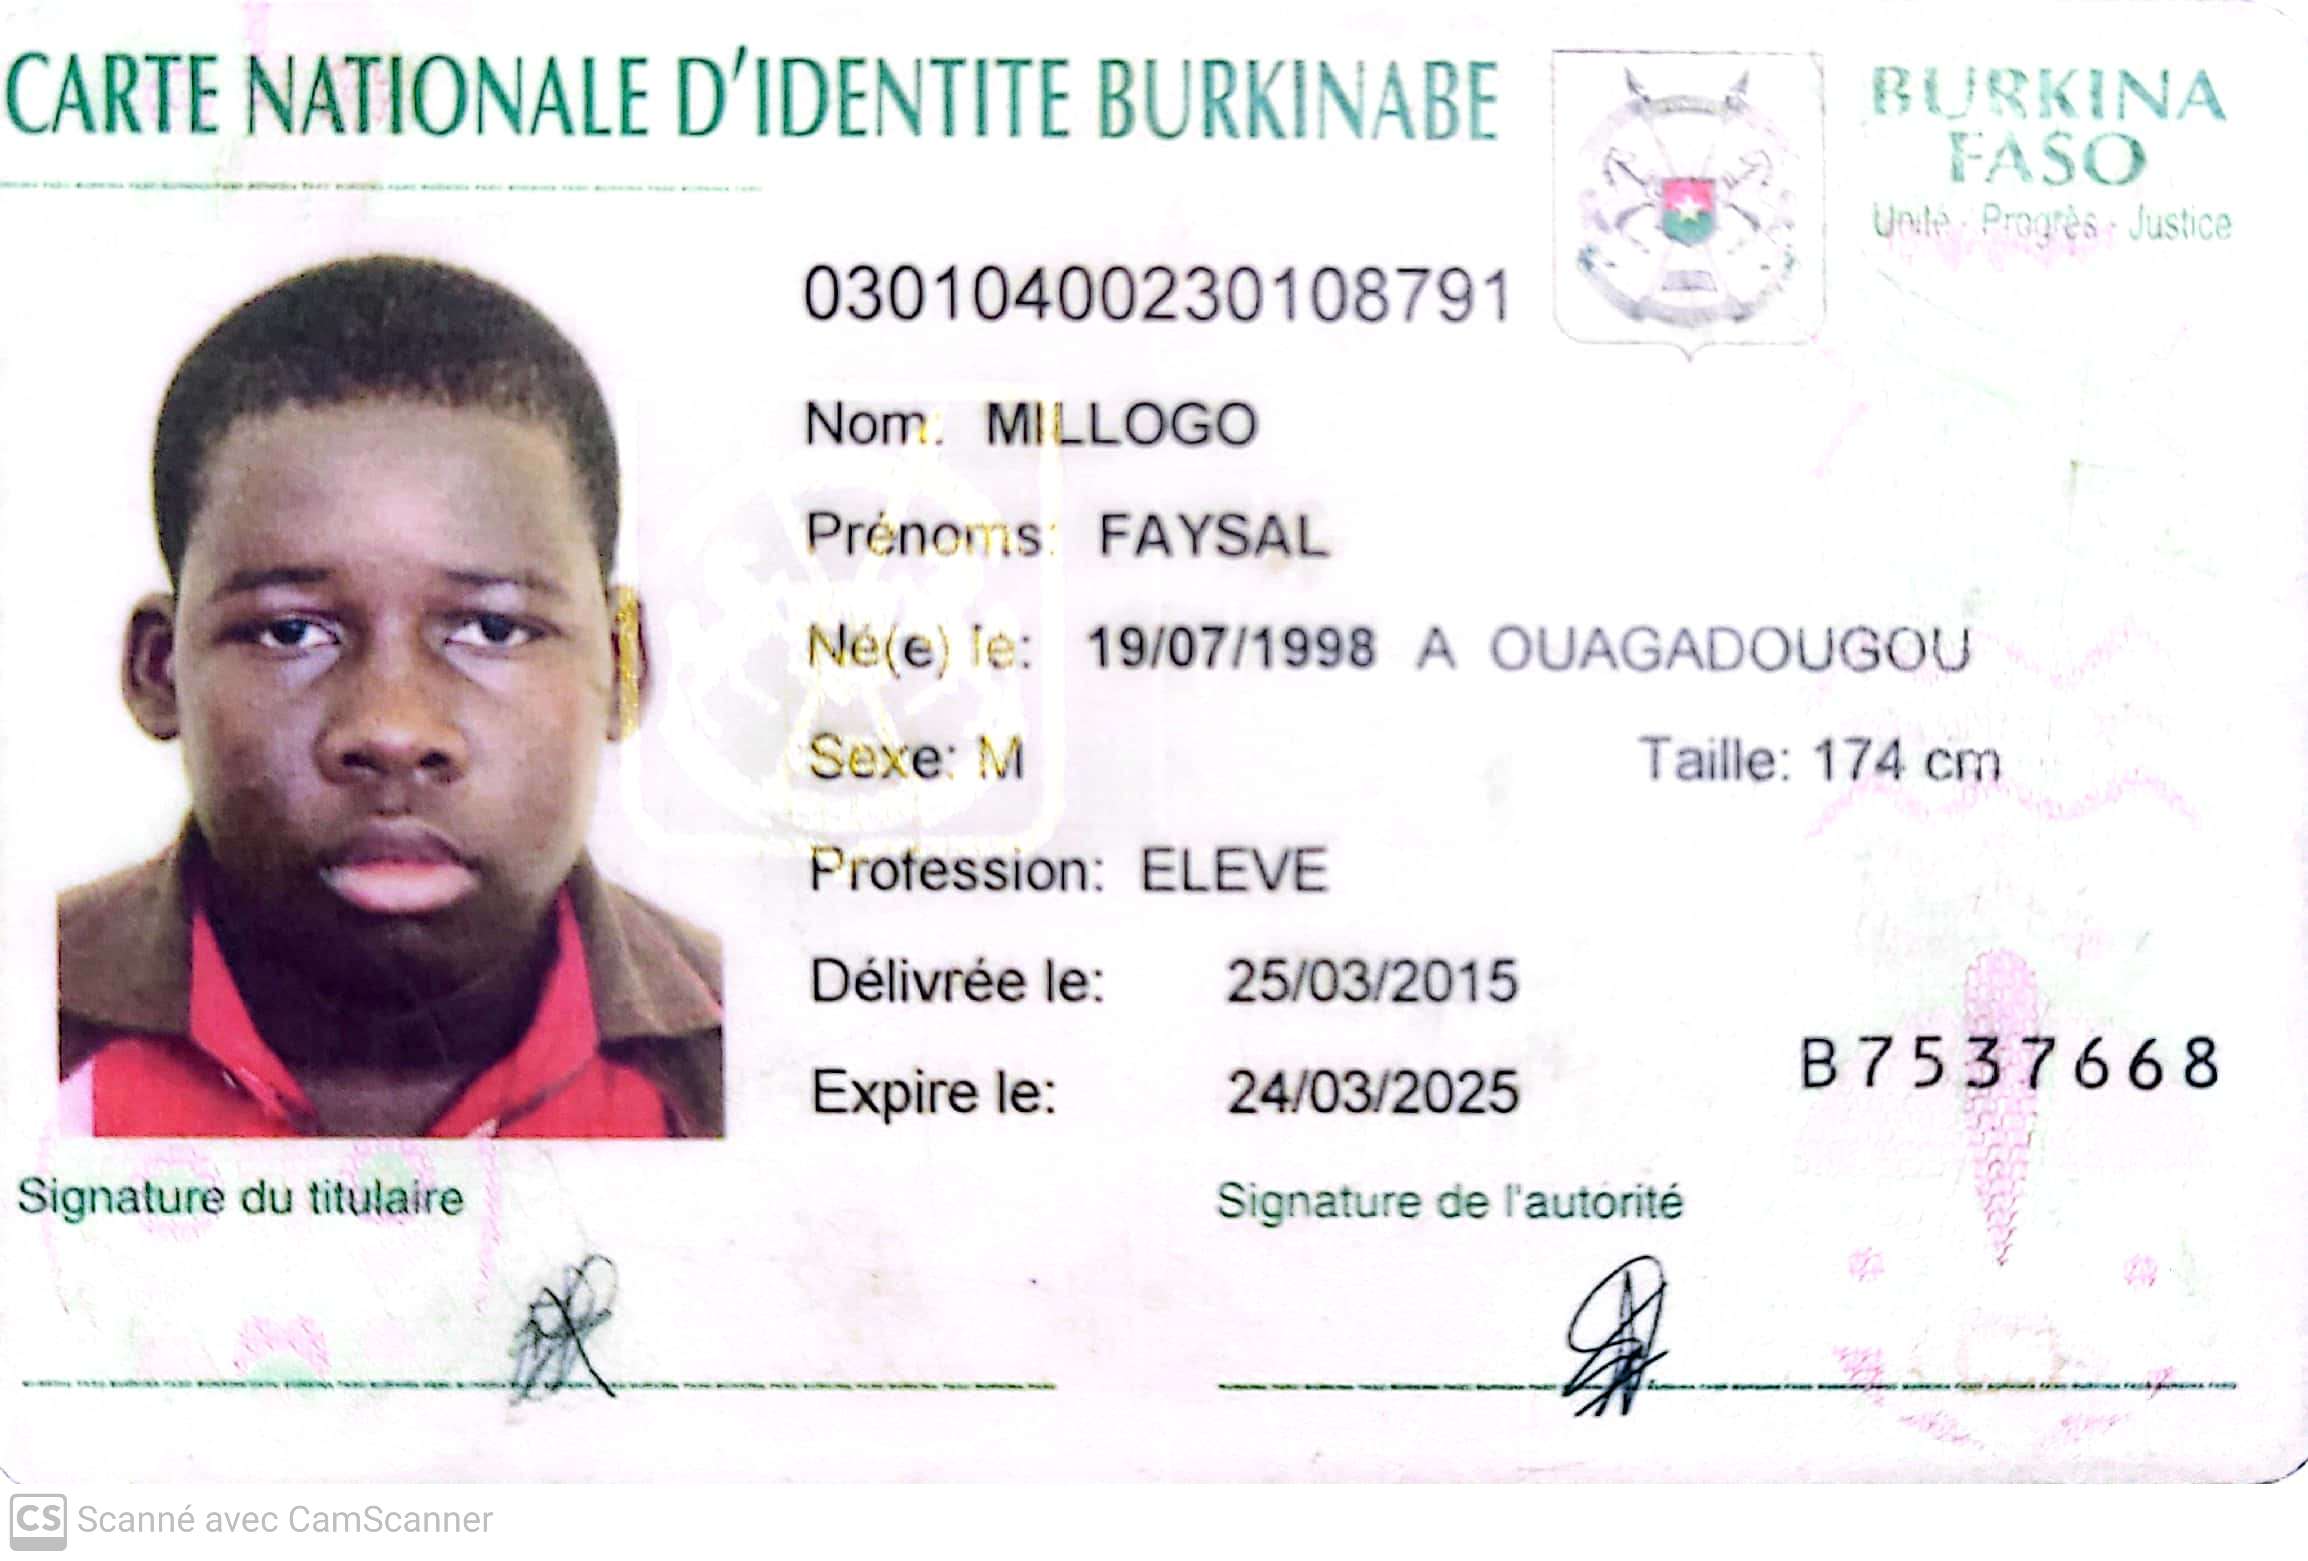 CARTE NATIONALE D'IDENTITE BURKINABE
BURKINA
FASO
Unité - Progrès - Justice
03010400230108791
Nom: MILLOGO
Prénoms: FAYSAL
Né(e) le: 19/07/1998 A OUAGADOUGOU
Sexe: M Taille: 174 cm
Profession: ELEVE
Délivrée le: 25/03/2015
Expire le: 24/03/2025
B7537668
Signature du titulaire
Signature de l'autorité
CS Scanné avec CamScanner